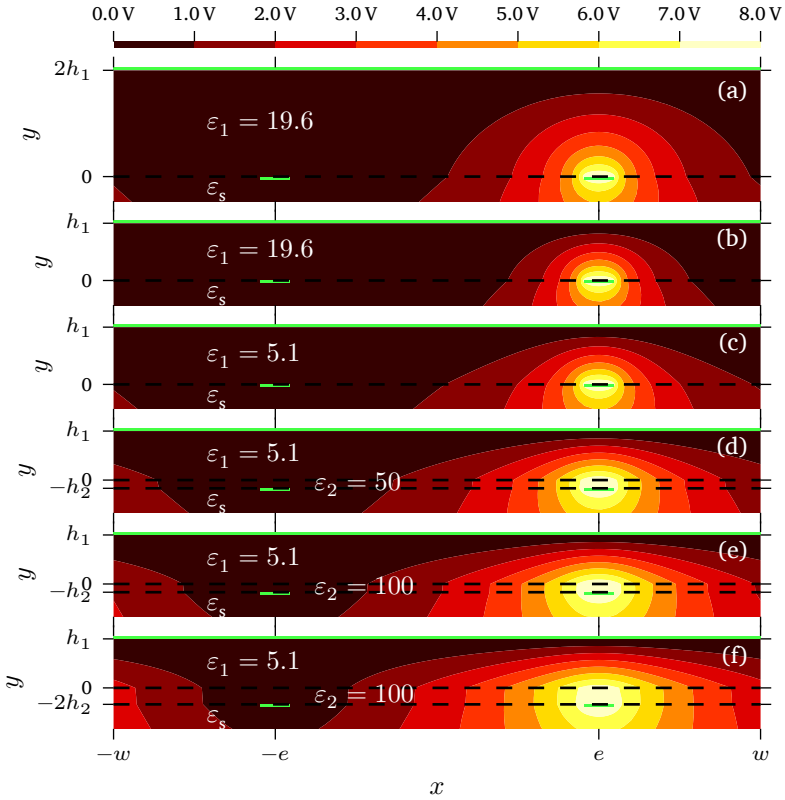 0.0 V 1.0 V 2.0 V 3.0 V 4.0 V 5.0 V 6.0 V 7.0 V 8.0 V
2h₁
(a)
ε₁ = 19.6
y
0
εₛ
h₁
(b)
ε₁ = 19.6
y
0
εₛ
h₁
(c)
ε₁ = 5.1
y
0
εₛ
h₁
(d)
ε₁ = 5.1
y
0
ε₂ = 50
−h₂
εₛ
h₁
(e)
ε₁ = 5.1
y
0
ε₂ = 100
−h₂
εₛ
h₁
(f)
ε₁ = 5.1
y
0
ε₂ = 100
−2h₂
εₛ
−w −e e w
x